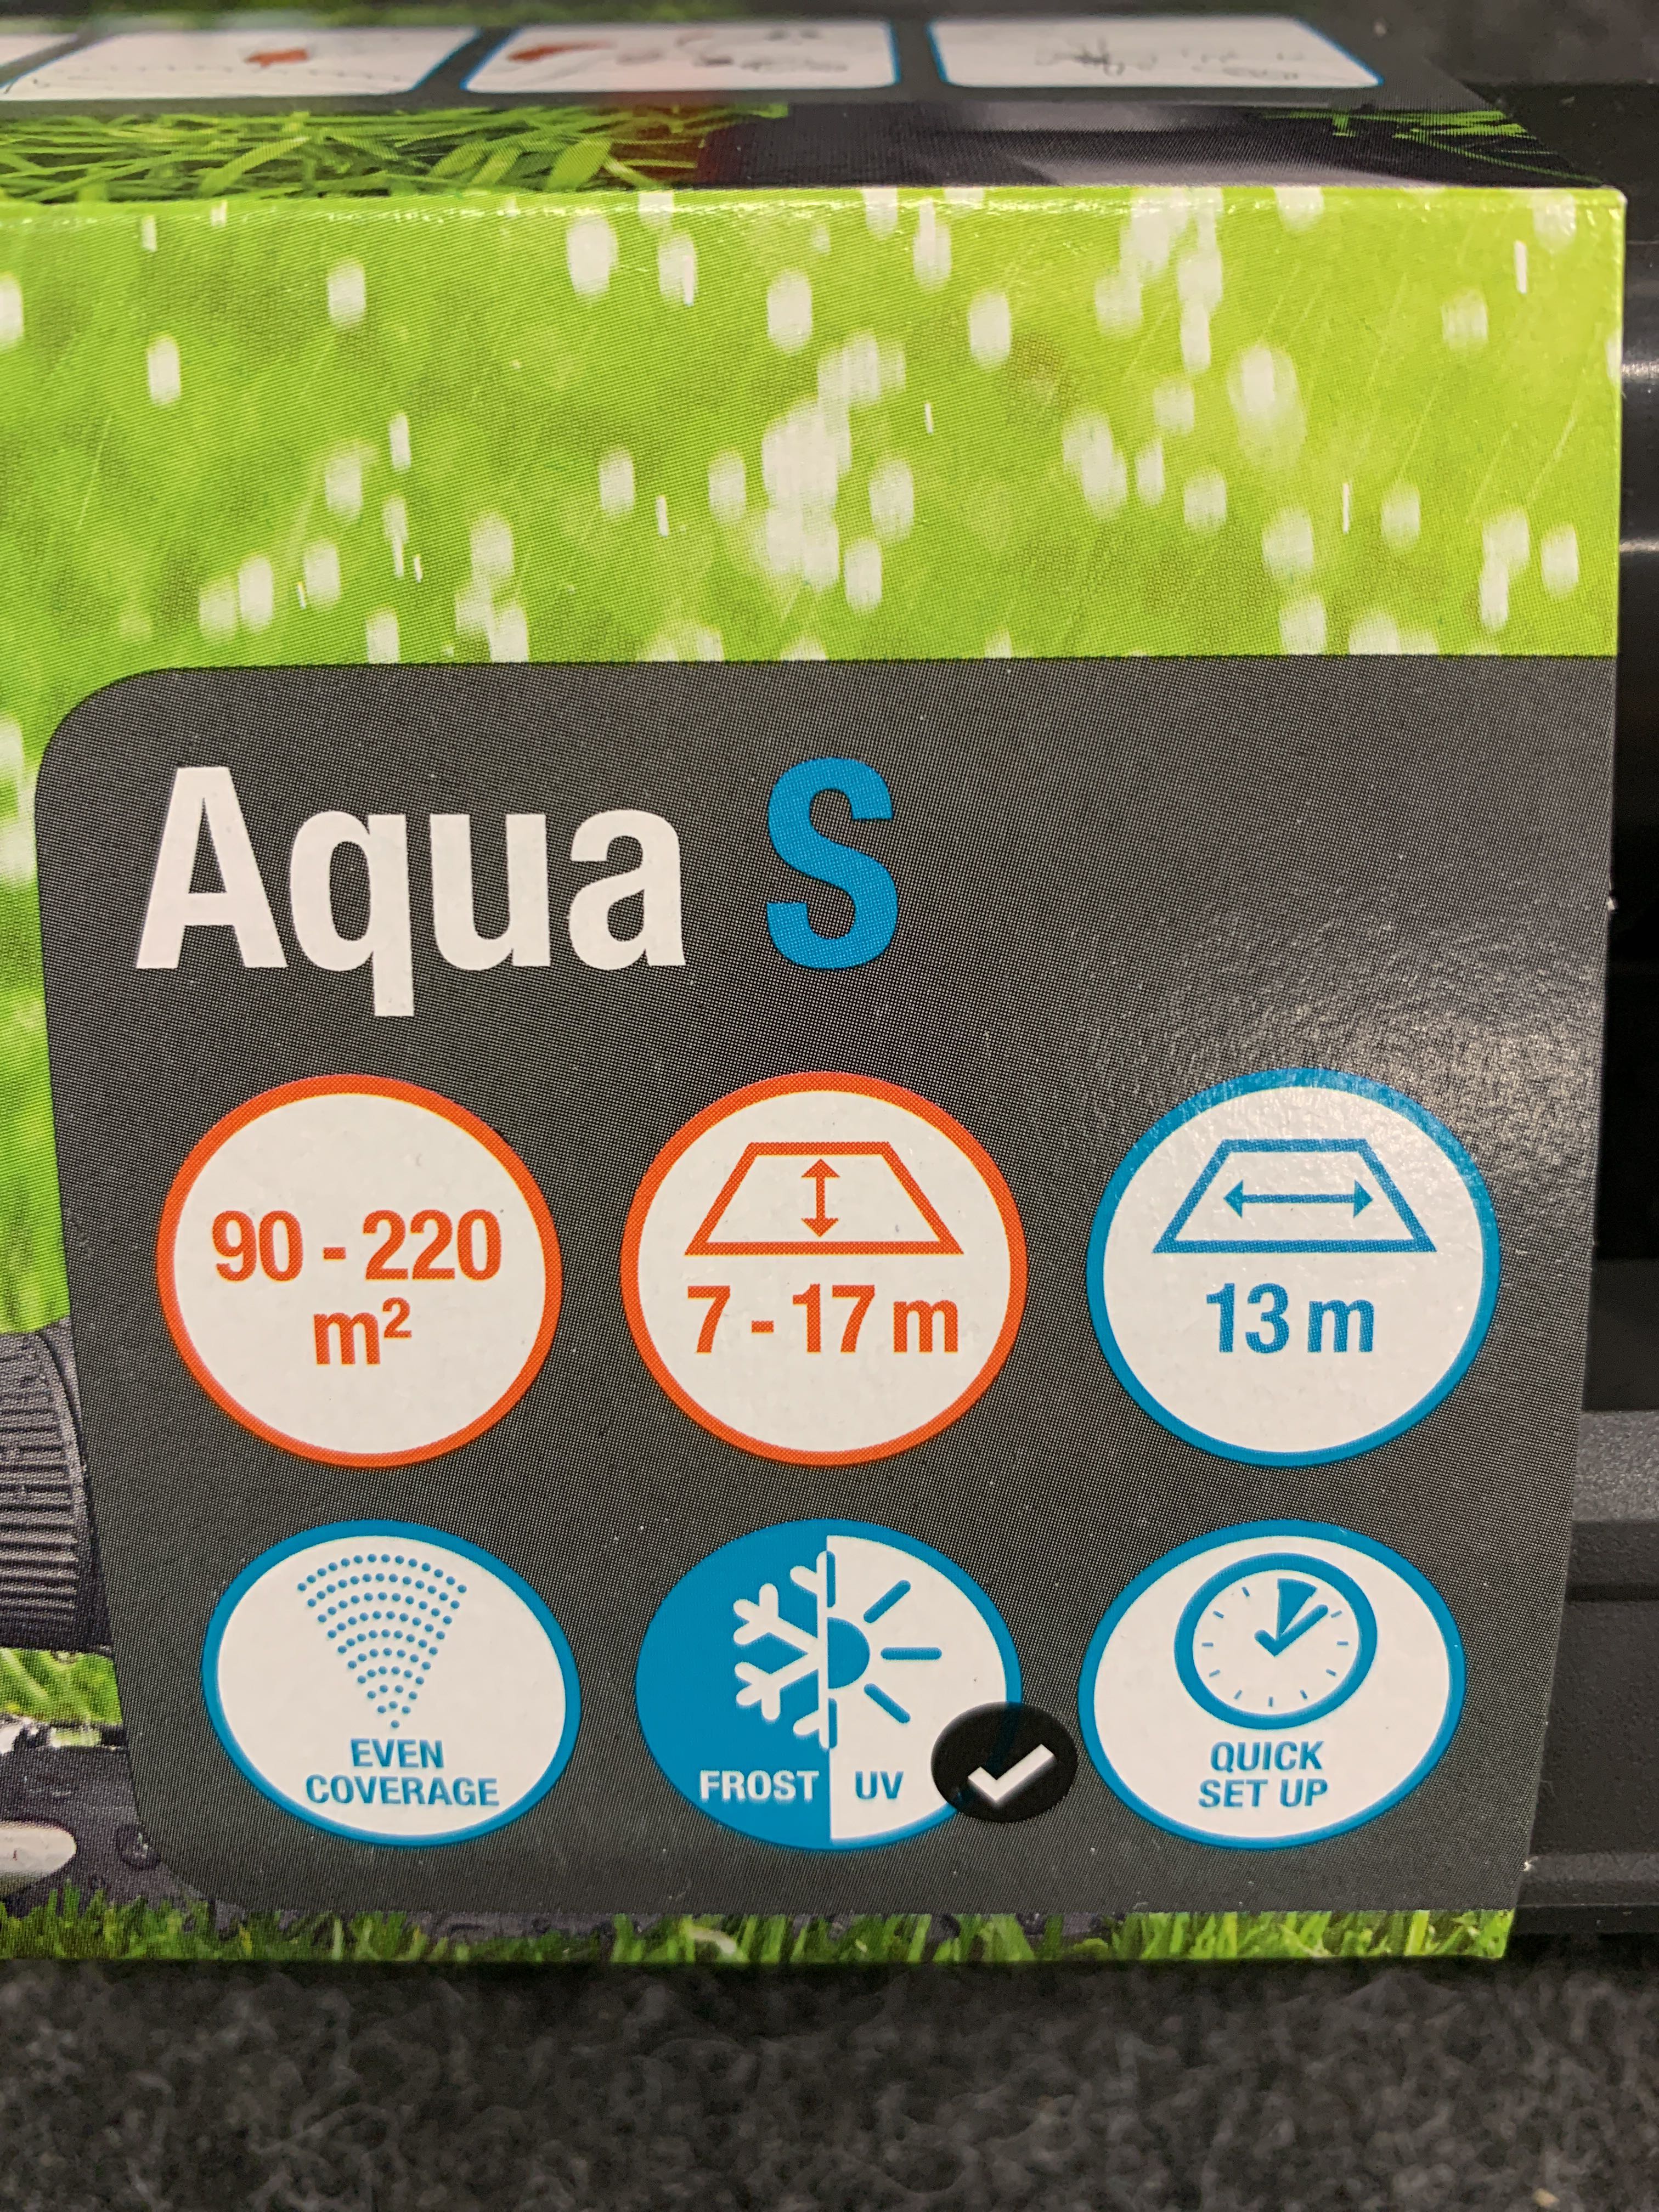 Aqua S
90 - 220
m²
7 - 17 m
13 m
EVEN
COVERAGE
FROST UV
QUICK
SET UP